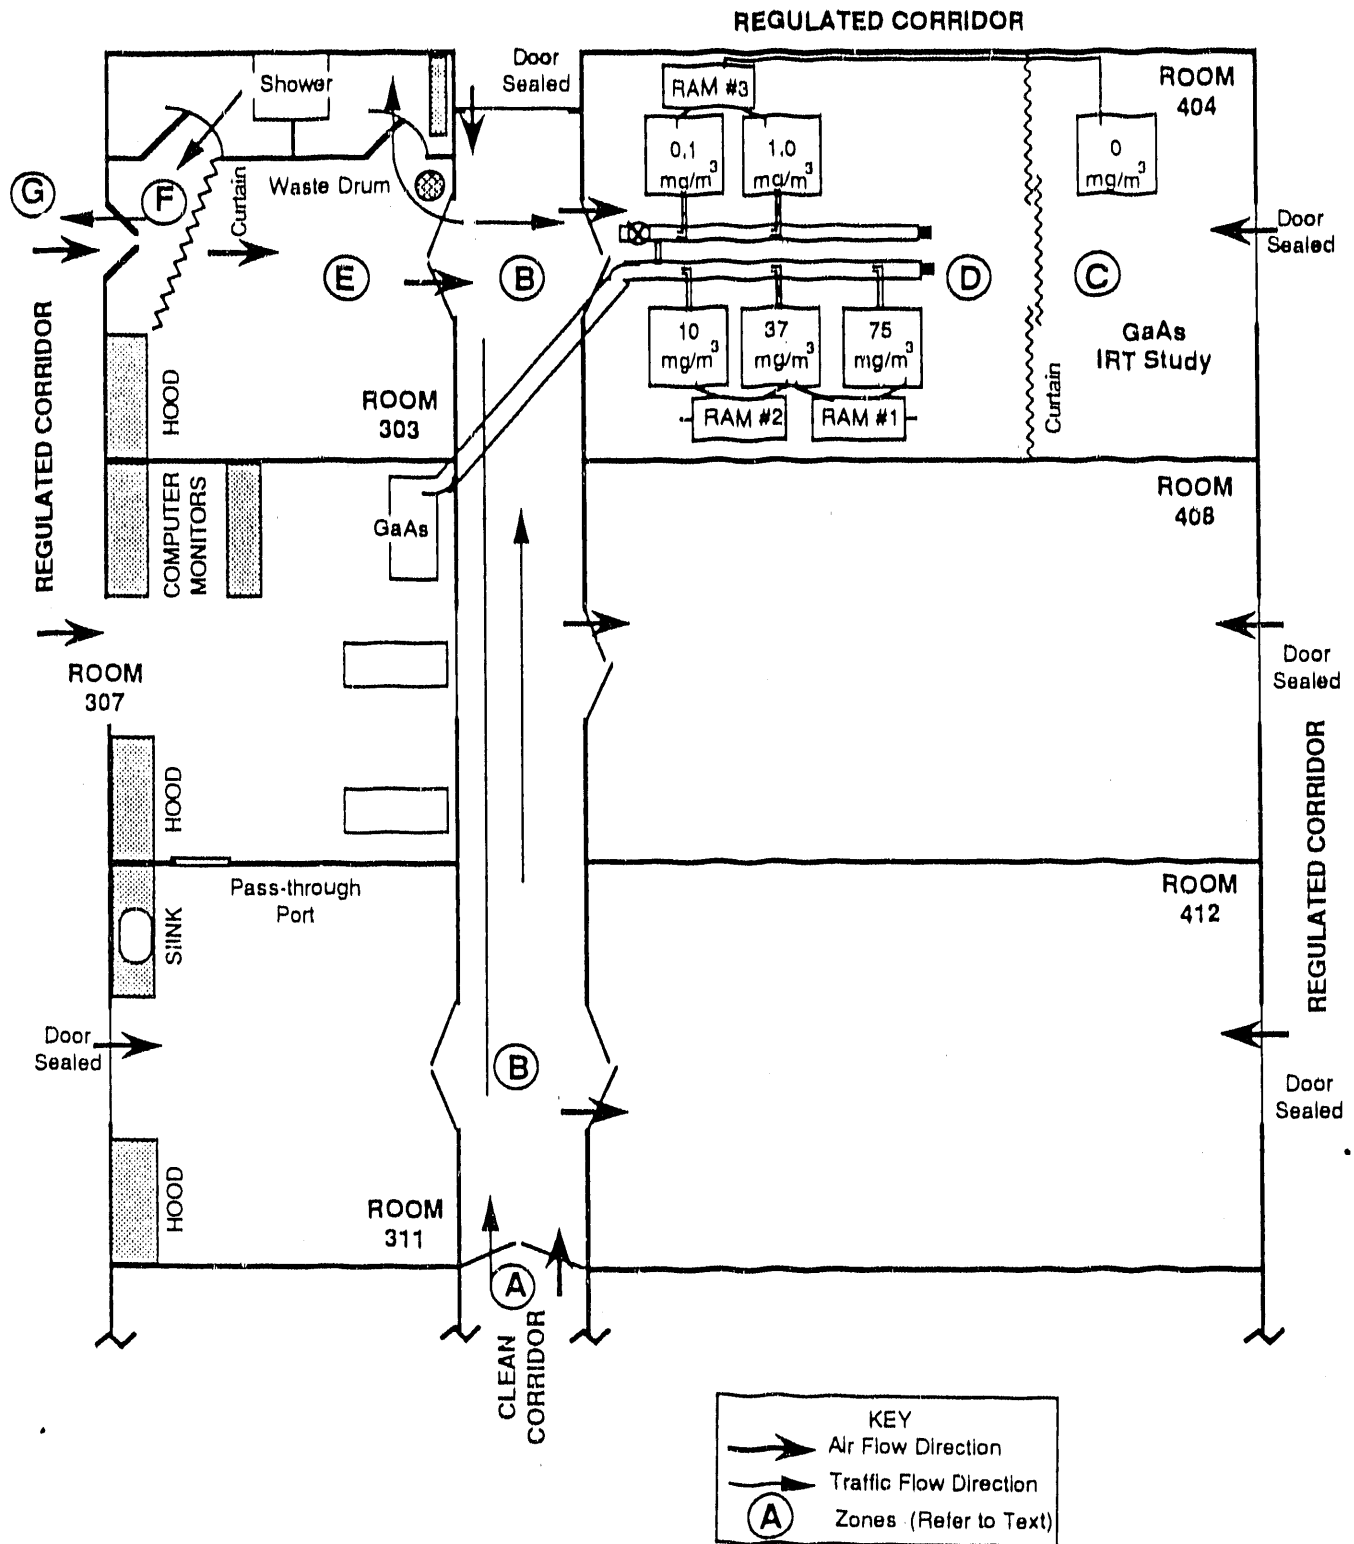 REGULATED CORRIDOR
Door
Sealed
Shower
RAM #3
ROOM
404
0.1
mg/m³
1.0
mg/m³
0
mg/m³
G
F
Curtain
Waste Drum
Door
Sealed
E
B
D
C
10
mg/m³
37
mg/m³
75
mg/m³
GaAs
IRT Study
REGULATED CORRIDOR
HOOD
ROOM
303
RAM #2
RAM #1
Curtain
COMPUTER
MONITORS
GaAs
ROOM
408
ROOM
307
Door
Sealed
HOOD
Pass-through
Port
SINK
ROOM
412
REGULATED CORRIDOR
Door
Sealed
B
Door
Sealed
HOOD
ROOM
311
A
CLEAN
CORRIDOR
KEY
Air Flow Direction
Traffic Flow Direction
A
Zones (Refer to Text)